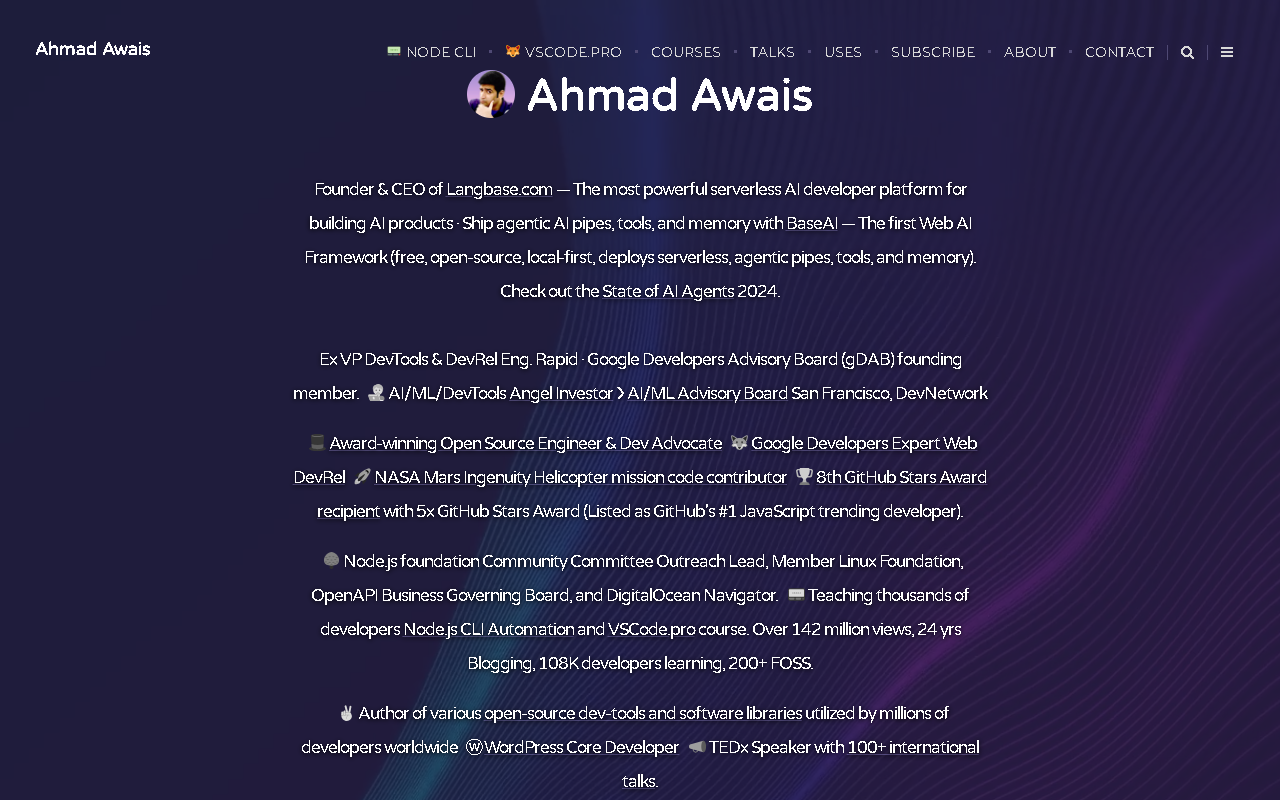 Ahmad Awais
NODE CLI
VSCODE.PRO
COURSES
TALKS
USES
SUBSCRIBE
ABOUT
CONTACT
Ahmad Awais
Founder & CEO of Langbase.com — The most powerful serverless AI developer platform for
building AI products · Ship agentic AI pipes, tools, and memory with BaseAI — The first Web AI
Framework (free, open-source, local-first, deploys serverless, agentic pipes, tools, and memory).
Check out the State of AI Agents 2024.
Ex VP DevTools & DevRel Eng. Rapid · Google Developers Advisory Board (gDAB) founding
member. AI/ML/DevTools Angel Investor ❯ AI/ML Advisory Board San Francisco, DevNetwork
Award-winning Open Source Engineer & Dev Advocate Google Developers Expert Web
DevRel NASA Mars Ingenuity Helicopter mission code contributor 8th GitHub Stars Award
recipient with 5x GitHub Stars Award (Listed as GitHub's #1 JavaScript trending developer).
Node.js foundation Community Committee Outreach Lead, Member Linux Foundation,
OpenAPI Business Governing Board, and DigitalOcean Navigator. Teaching thousands of
developers Node.js CLI Automation and VSCode.pro course. Over 142 million views, 24 yrs
Blogging, 108K developers learning, 200+ FOSS.
Author of various open-source dev-tools and software libraries utilized by millions of
developers worldwide WordPress Core Developer TEDx Speaker with 100+ international
talks.